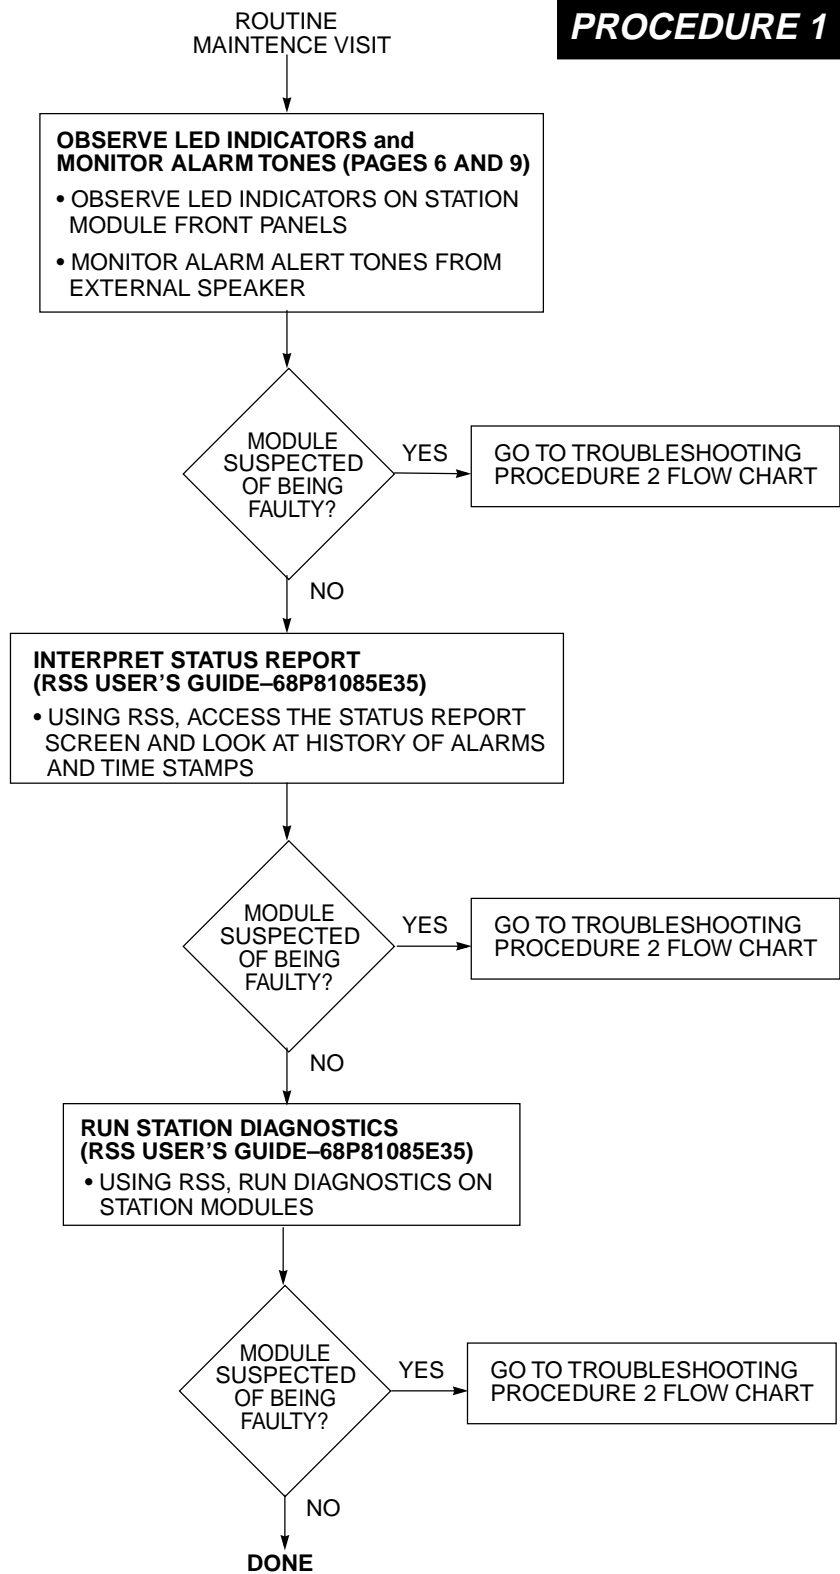 PROCEDURE 1
ROUTINE
MAINTENCE VISIT
OBSERVE LED INDICATORS and
MONITOR ALARM TONES (PAGES 6 AND 9)
• OBSERVE LED INDICATORS ON STATION
MODULE FRONT PANELS
• MONITOR ALARM ALERT TONES FROM
EXTERNAL SPEAKER
MODULE
SUSPECTED
OF BEING
FAULTY?
YES
GO TO TROUBLESHOOTING
PROCEDURE 2 FLOW CHART
NO
INTERPRET STATUS REPORT
(RSS USER'S GUIDE–68P81085E35)
• USING RSS, ACCESS THE STATUS REPORT
SCREEN AND LOOK AT HISTORY OF ALARMS
AND TIME STAMPS
MODULE
SUSPECTED
OF BEING
FAULTY?
YES
GO TO TROUBLESHOOTING
PROCEDURE 2 FLOW CHART
NO
RUN STATION DIAGNOSTICS
(RSS USER'S GUIDE–68P81085E35)
• USING RSS, RUN DIAGNOSTICS ON
STATION MODULES
MODULE
SUSPECTED
OF BEING
FAULTY?
YES
GO TO TROUBLESHOOTING
PROCEDURE 2 FLOW CHART
NO
DONE